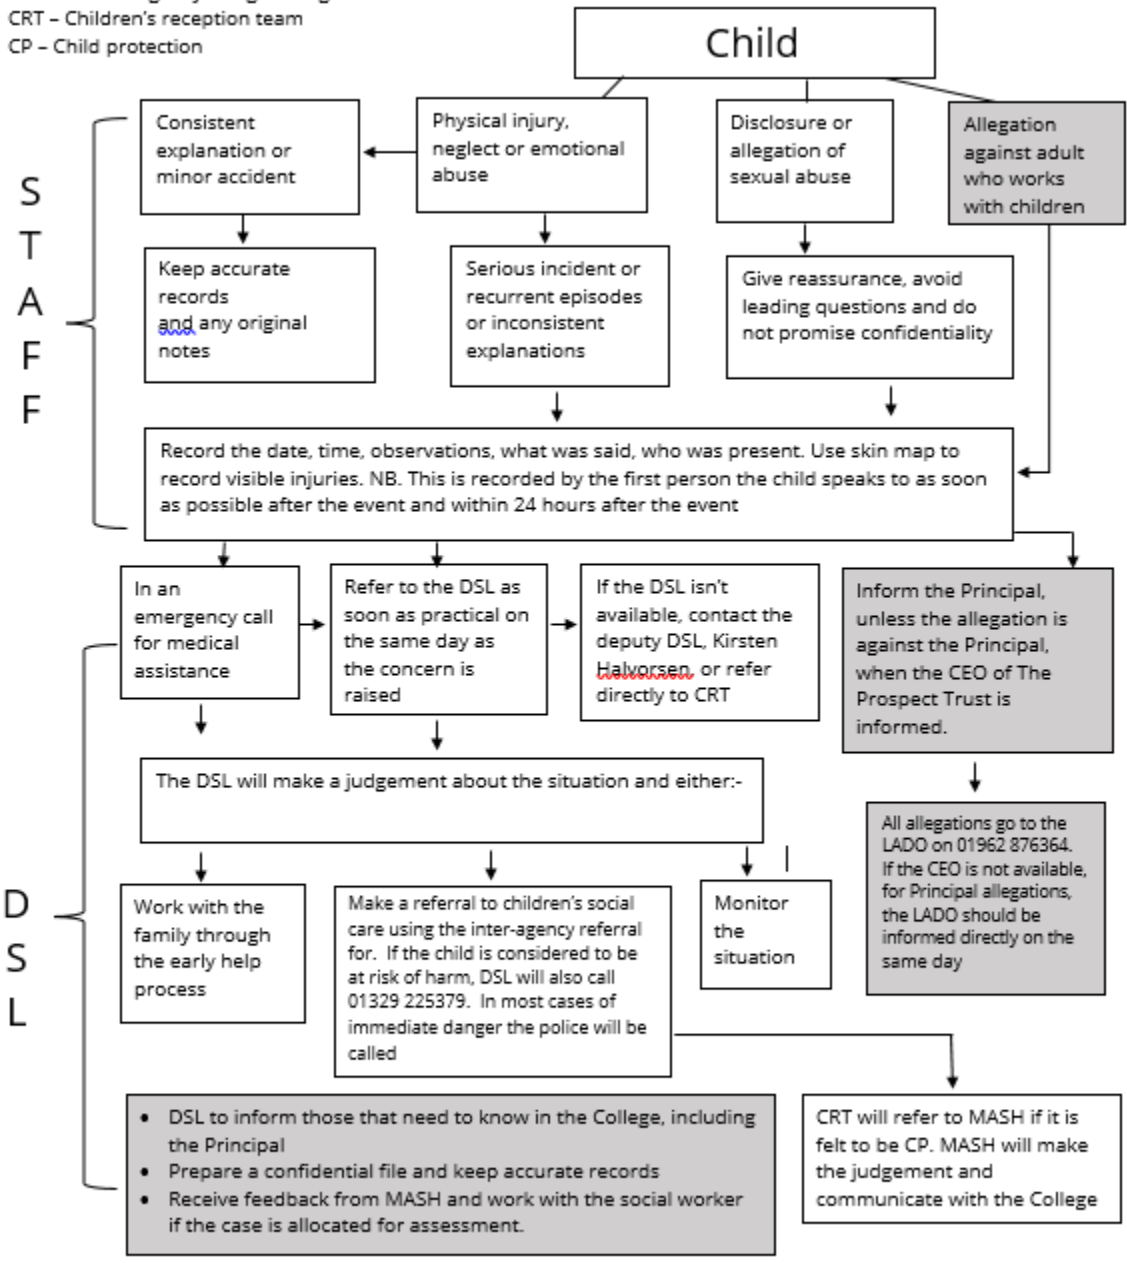 CRT – Children's reception team
CP – Child protection
Child
S
T
A
F
F
Consistent
explanation or
minor accident
Physical injury,
neglect or emotional
abuse
Disclosure or
allegation of
sexual abuse
Allegation
against adult
who works
with children
Keep accurate
records
and any original
notes
Serious incident or
recurrent episodes
or inconsistent
explanations
Give reassurance, avoid
leading questions and do
not promise confidentiality
Record the date, time, observations, what was said, who was present. Use skin map to
record visible injuries. NB. This is recorded by the first person the child speaks to as soon
as possible after the event and within 24 hours after the event
In an
emergency call
for medical
assistance
Refer to the DSL as
soon as practical on
the same day as
the concern is
raised
If the DSL isn't
available, contact the
deputy DSL, Kirsten
Halvorsen, or refer
directly to CRT
Inform the Principal,
unless the allegation is
against the Principal,
when the CEO of The
Prospect Trust is
informed.
The DSL will make a judgement about the situation and either:-
All allegations go to the
LADO on 01962 876364.
If the CEO is not available,
for Principal allegations,
the LADO should be
informed directly on the
same day
D
S
L
Work with the
family through
the early help
process
Make a referral to children's social
care using the inter-agency referral
for. If the child is considered to be
at risk of harm, DSL will also call
01329 225379. In most cases of
immediate danger the police will be
called
Monitor
the
situation
• DSL to inform those that need to know in the College, including
the Principal
• Prepare a confidential file and keep accurate records
• Receive feedback from MASH and work with the social worker
if the case is allocated for assessment.
CRT will refer to MASH if it is
felt to be CP. MASH will make
the judgement and
communicate with the College